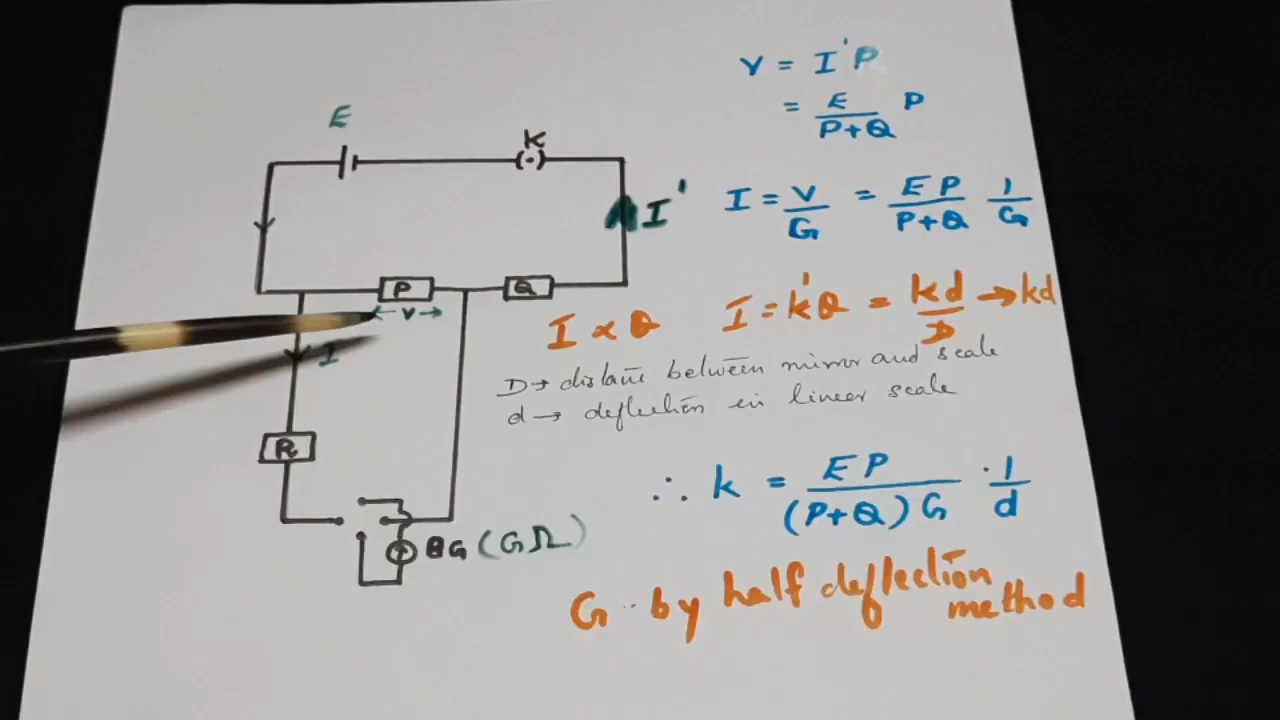 E
K
I'
P
Q
← V →
I
R
BG (GΩ)
V = I'P
= E/(P+Q) P
I = V/G = EP/(P+Q) 1/G
I ∝ θ I = k'θ = kd/D → kd
D → distance between mirror and scale
d → deflection in linear scale
∴ k = EP/((P+Q) G) · 1/d
G -- by half deflection
method